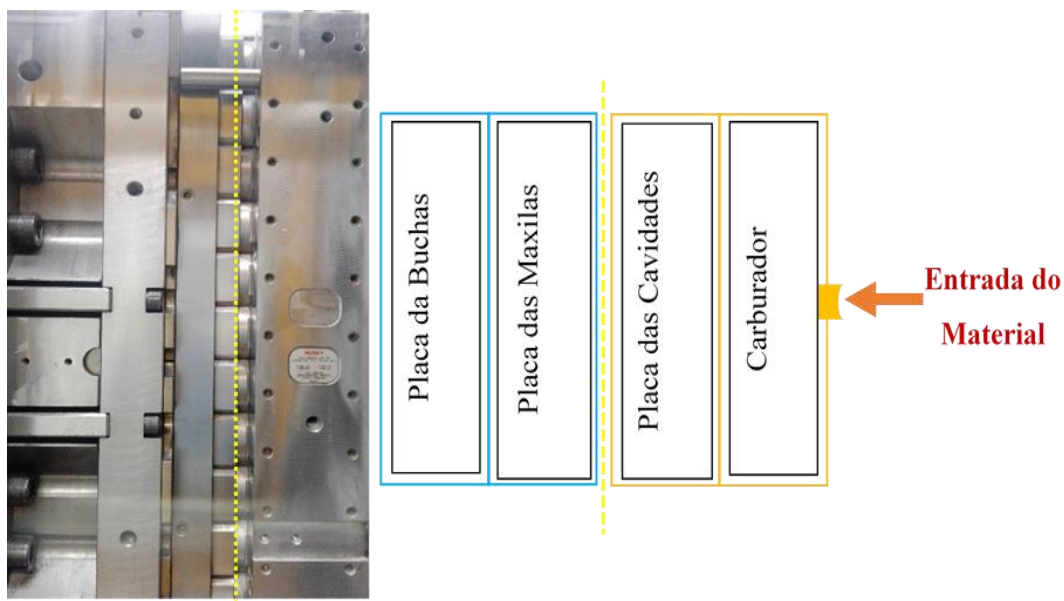 Placa da Buchas
Placa das Maxilas
Placa das Cavidades
Carburador
Entrada do
Material